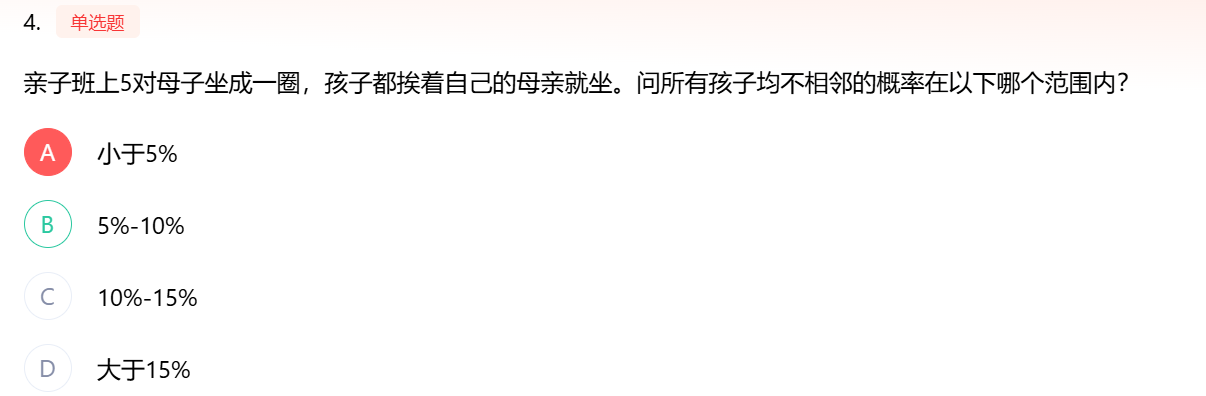 4. 单选题
亲子班上5对母子坐成一圈，孩子都挨着自己的母亲就坐。问所有孩子均不相邻的概率在以下哪个范围内？
A 小于5%
B 5%-10%
C 10%-15%
D 大于15%